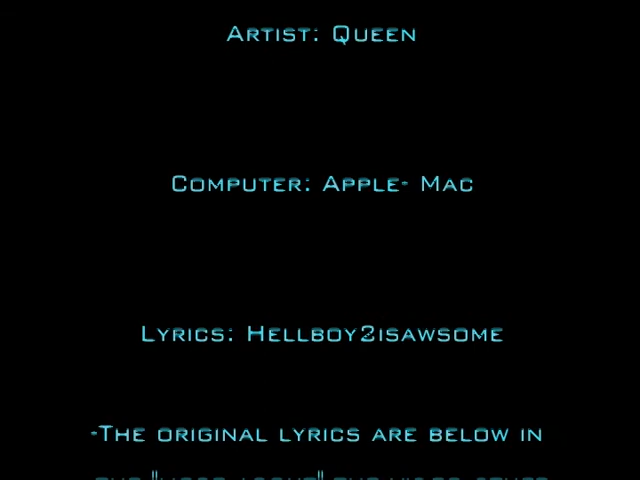 Artist: Queen
Computer: Apple- Mac
Lyrics: Hellboy2isawsome
-The original lyrics are below in